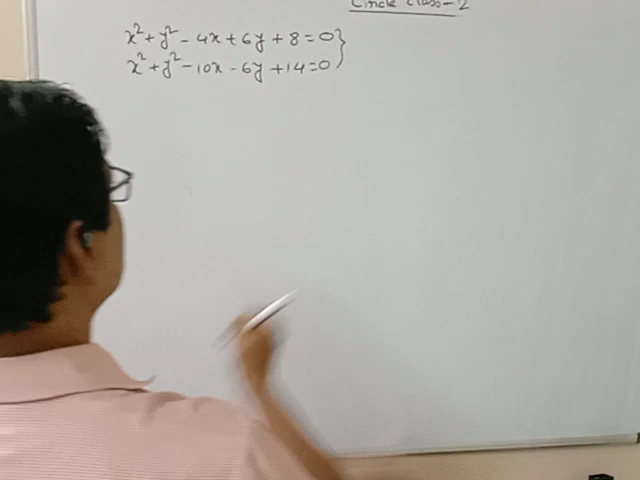 Circle Class-2
x² + y² - 4x + 6y + 8 = 0 }
x² + y² - 10x - 6y + 14 = 0